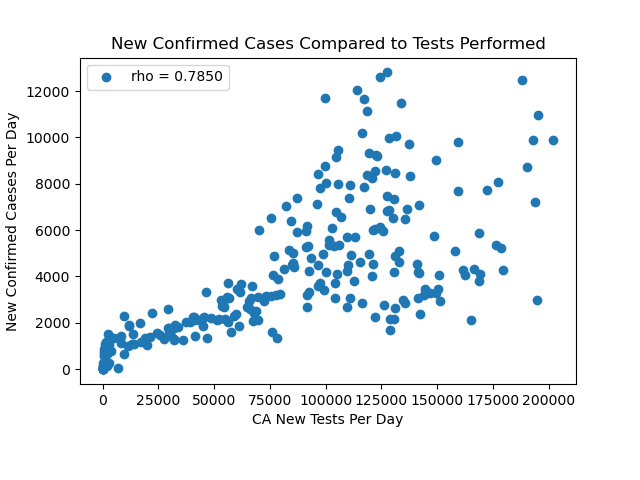 New Confirmed Cases Compared to Tests Performed
rho = 0.7850
New Confirmed Caeses Per Day
12000
10000
8000
6000
4000
2000
0
0 25000 50000 75000 100000 125000 150000 175000 200000
CA New Tests Per Day